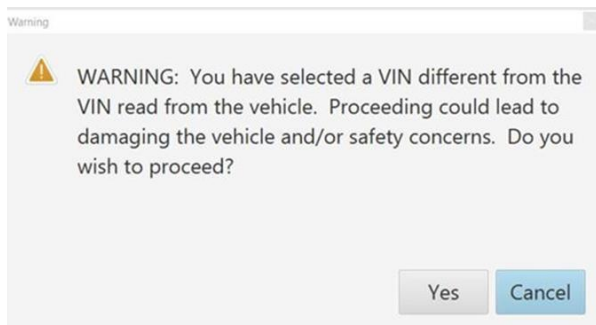 Warning
WARNING:  You have selected a VIN different from the
VIN read from the vehicle.  Proceeding could lead to
damaging the vehicle and/or safety concerns.  Do you
wish to proceed?
Yes
Cancel